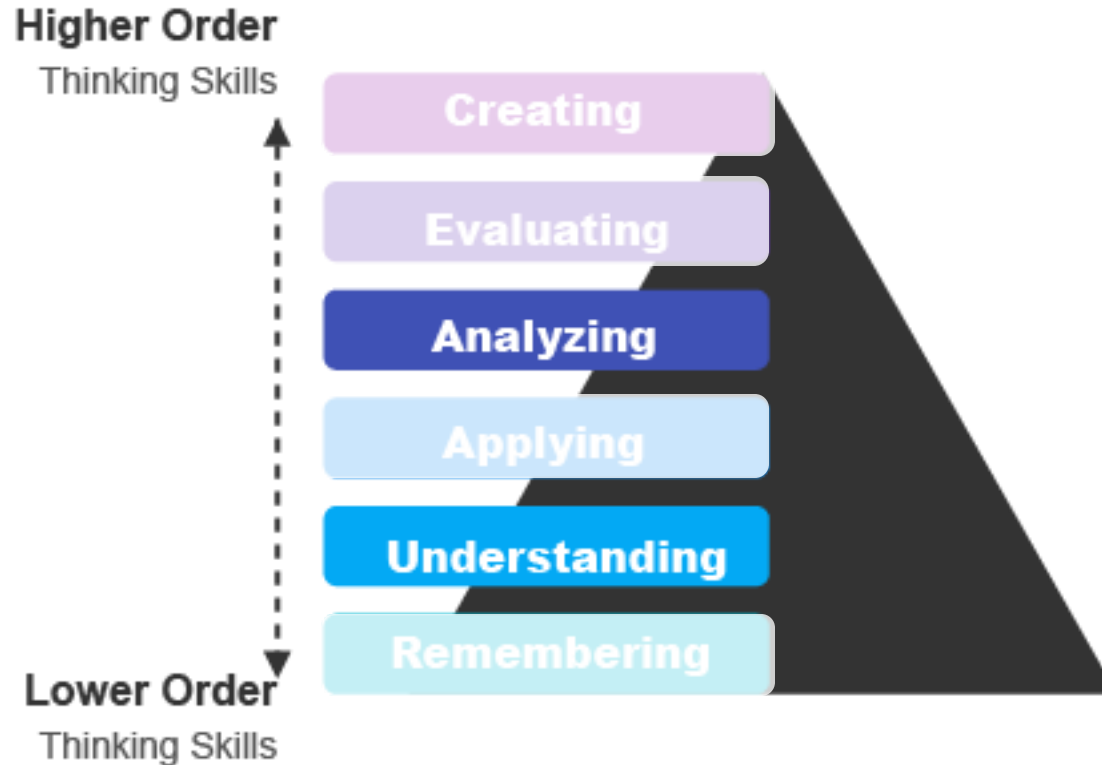 Higher Order
Thinking Skills
Creating
Evaluating
Analyzing
Applying
Understanding
Remembering
Lower Order
Thinking Skills